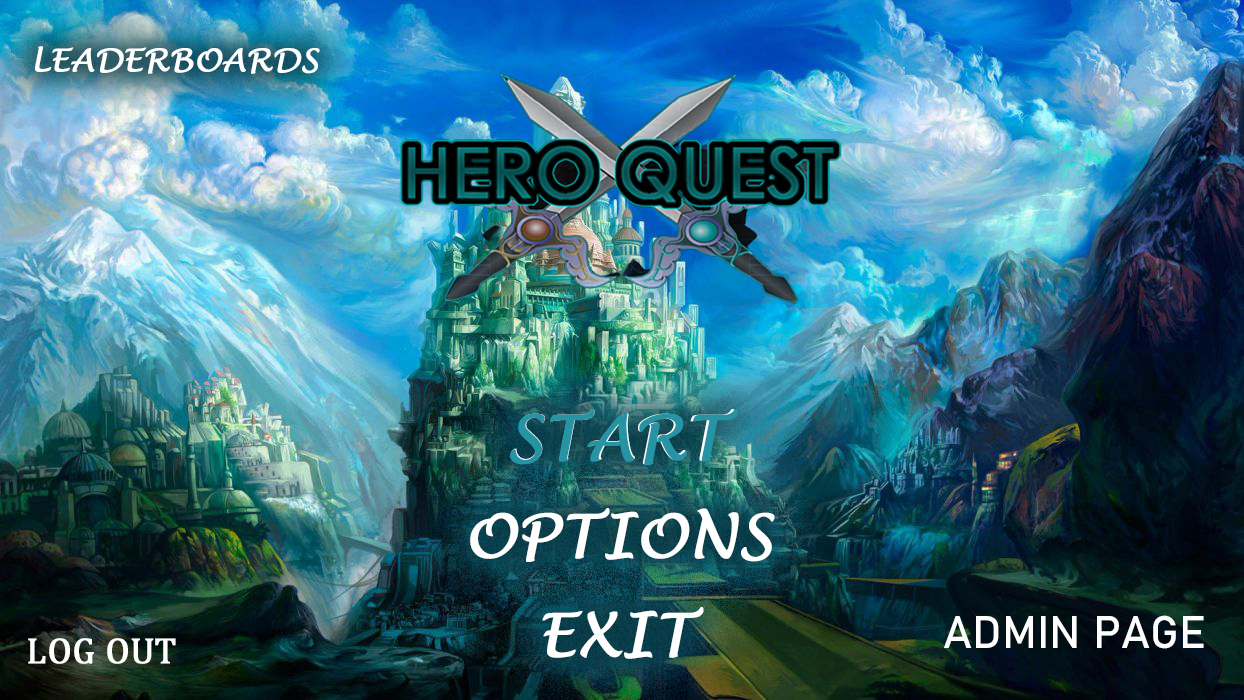 LEADERBOARDS
HERO QUEST
START
OPTIONS
EXIT
LOG OUT
ADMIN PAGE